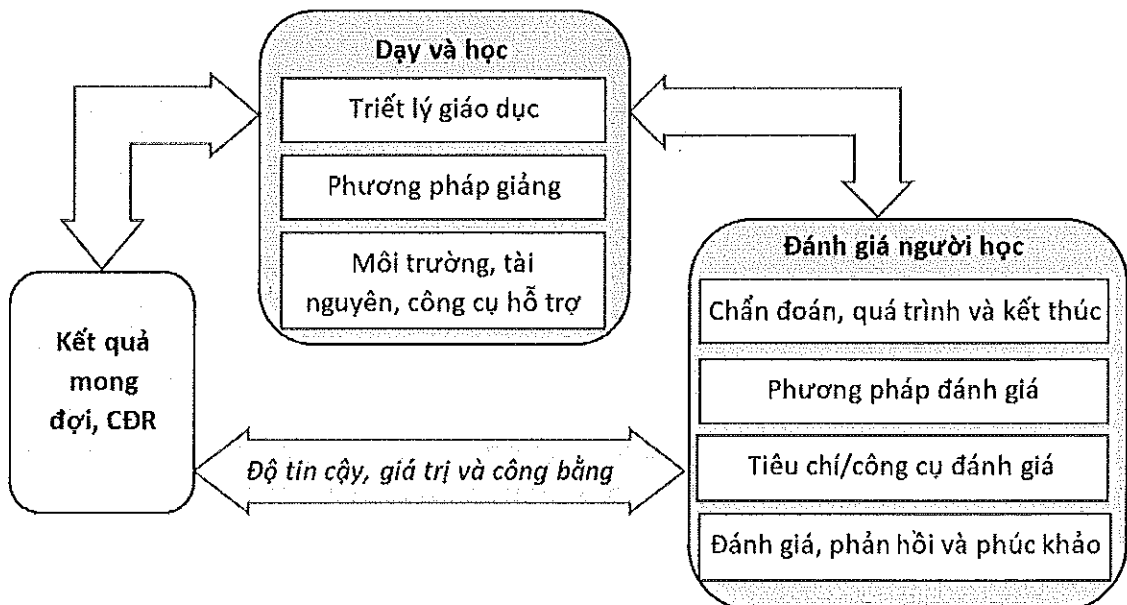 Dạy và học
Triết lý giáo dục
Phương pháp giảng
Môi trường, tài
nguyên, công cụ hỗ trợ
Kết quả
mong
đợi, CĐR
Độ tin cậy, giá trị và công bằng
Đánh giá người học
Chẩn đoán, quá trình và kết thúc
Phương pháp đánh giá
Tiêu chí/công cụ đánh giá
Đánh giá, phản hồi và phúc khảo